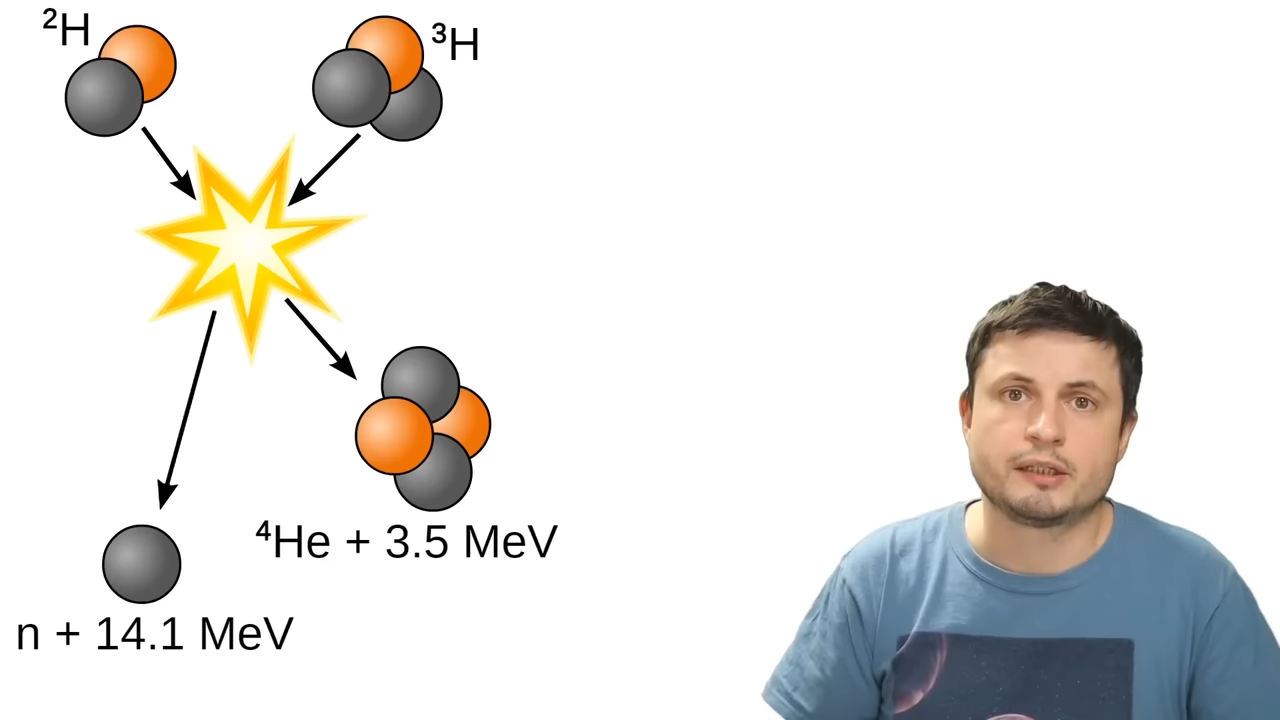 ²H
³H
⁴He + 3.5 MeV
n + 14.1 MeV